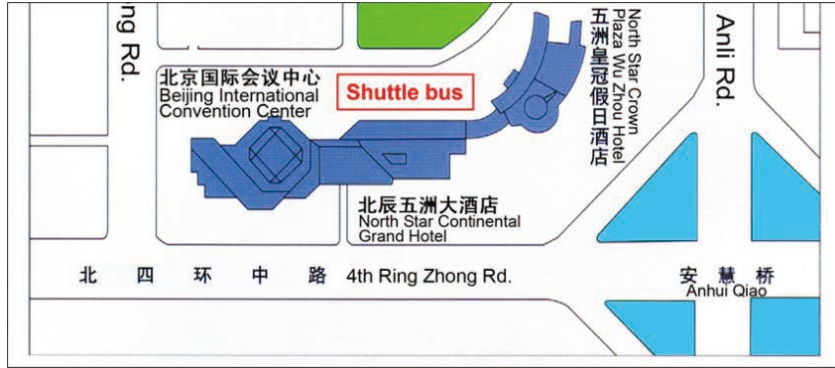 ng Rd.
北京国际会议中心
Beijing International
Convention Center
Shuttle bus
North Star Crown
Plaza Wu Zhou Hotel
五洲皇冠假日酒店
Anli Rd.
北辰五洲大酒店
North Star Continental
Grand Hotel
北四环中路 4th Ring Zhong Rd.
安慧桥
Anhui Qiao